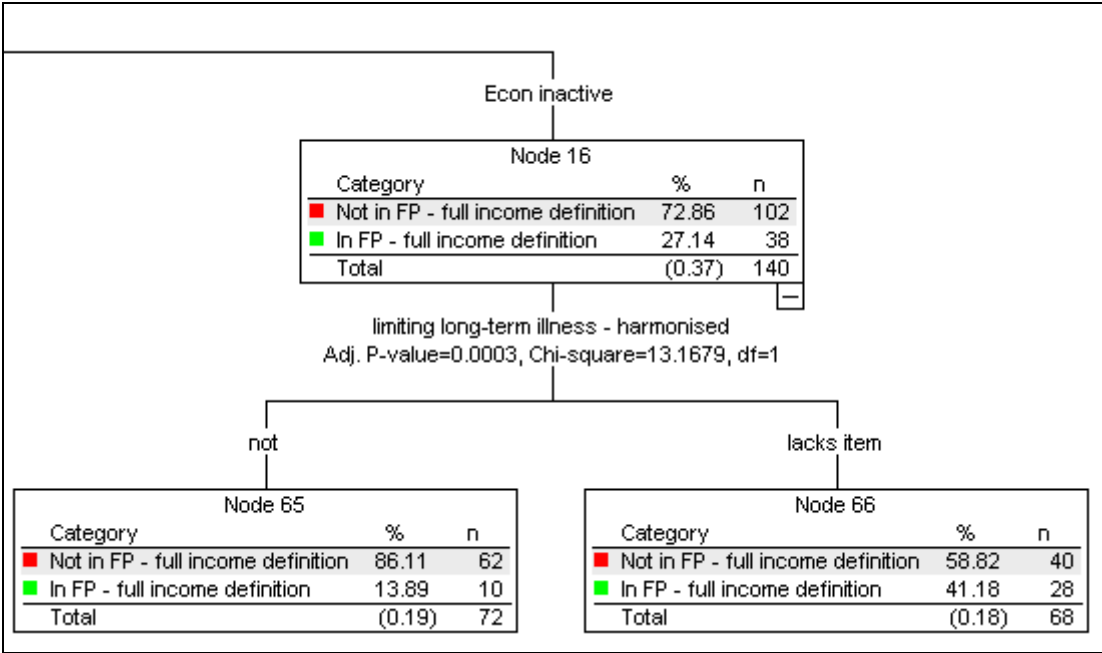 Econ inactive
Node 16
Category % n
Not in FP - full income definition 72.86 102
In FP - full income definition 27.14 38
Total (0.37) 140
limiting long-term illness - harmonised
Adj. P-value=0.0003, Chi-square=13.1679, df=1
not
lacks item
Node 65
Category % n
Not in FP - full income definition 86.11 62
In FP - full income definition 13.89 10
Total (0.19) 72
Node 66
Category % n
Not in FP - full income definition 58.82 40
In FP - full income definition 41.18 28
Total (0.18) 68